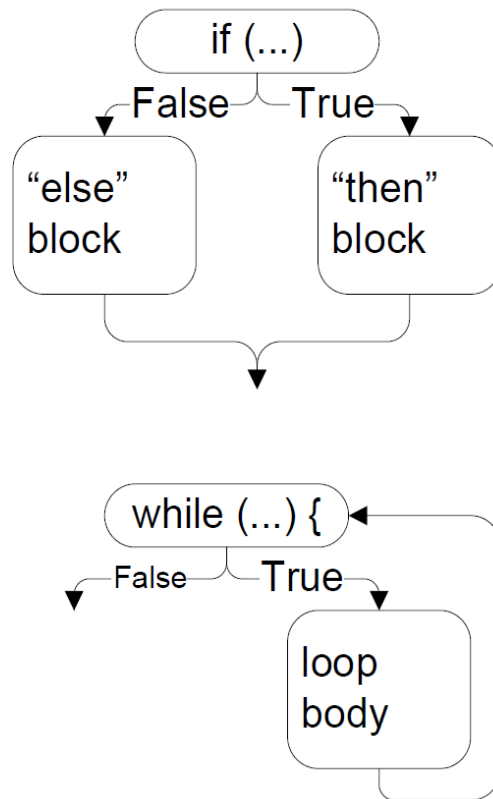 if (...)
False True
“else” “then”
block block
while (...) {
False True
loop
body